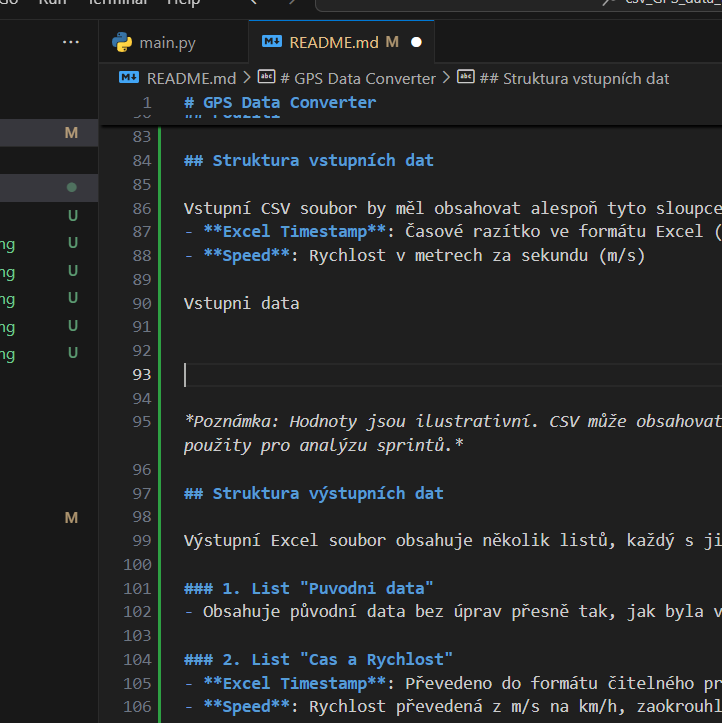 Go Run Terminal Help csv_GPS_data_
main.py README.md M
README.md > # GPS Data Converter > ## Struktura vstupních dat
1 # GPS Data Converter
83
84 ## Struktura vstupních dat
85
86 Vstupní CSV soubor by měl obsahovat alespoň tyto sloupce
87 - **Excel Timestamp**: Časové razítko ve formátu Excel (
88 - **Speed**: Rychlost v metrech za sekundu (m/s)
89
90 Vstupni data
91
92
93
94
95 *Poznámka: Hodnoty jsou ilustrativní. CSV může obsahovat
použity pro analýzu sprintů.*
96
97 ## Struktura výstupních dat
98
99 Výstupní Excel soubor obsahuje několik listů, každý s ji
100
101 ### 1. List "Puvodni data"
102 - Obsahuje původní data bez úprav přesně tak, jak byla v
103
104 ### 2. List "Cas a Rychlost"
105 - **Excel Timestamp**: Převedeno do formátu čitelného pr
106 - **Speed**: Rychlost převedená z m/s na km/h, zaokrouhl
M
U
ng U
ng U
ng U
ng U
ng U
M